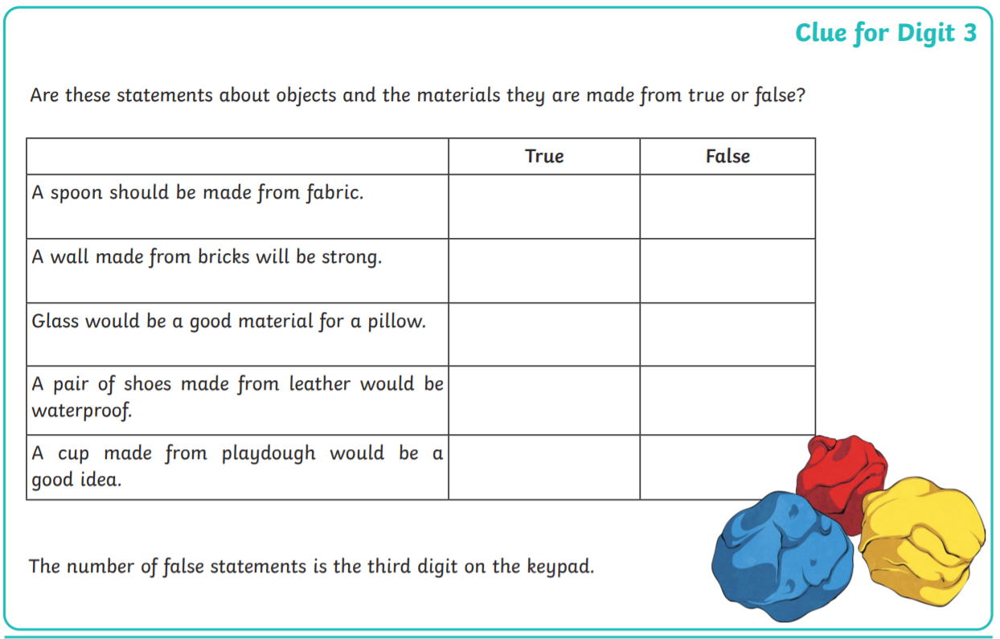 Clue for Digit 3
Are these statements about objects and the materials they are made from true or false?
True False
A spoon should be made from fabric.
A wall made from bricks will be strong.
Glass would be a good material for a pillow.
A pair of shoes made from leather would be
waterproof.
A cup made from playdough would be a
good idea.
The number of false statements is the third digit on the keypad.